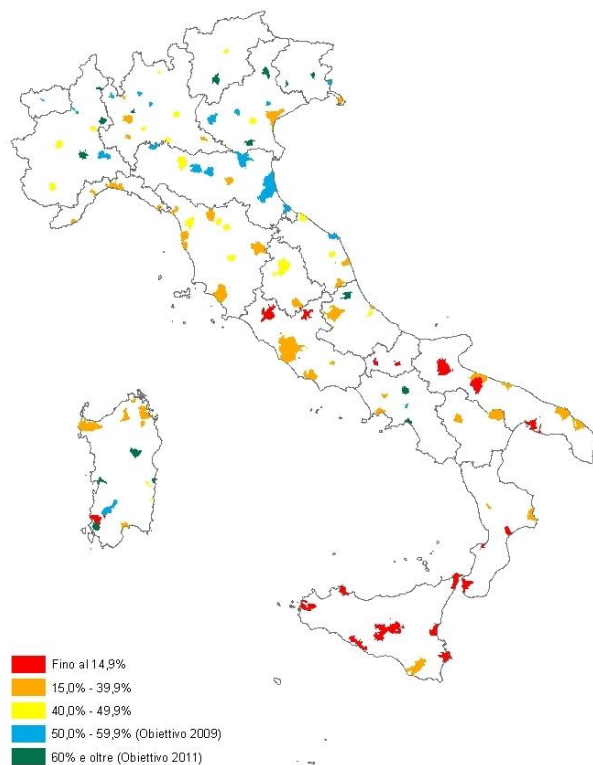 Fino al 14,9%
15,0% - 39,9%
40,0% - 49,9%
50,0% - 59,9% (Obiettivo 2009)
60% e oltre (Obiettivo 2011)